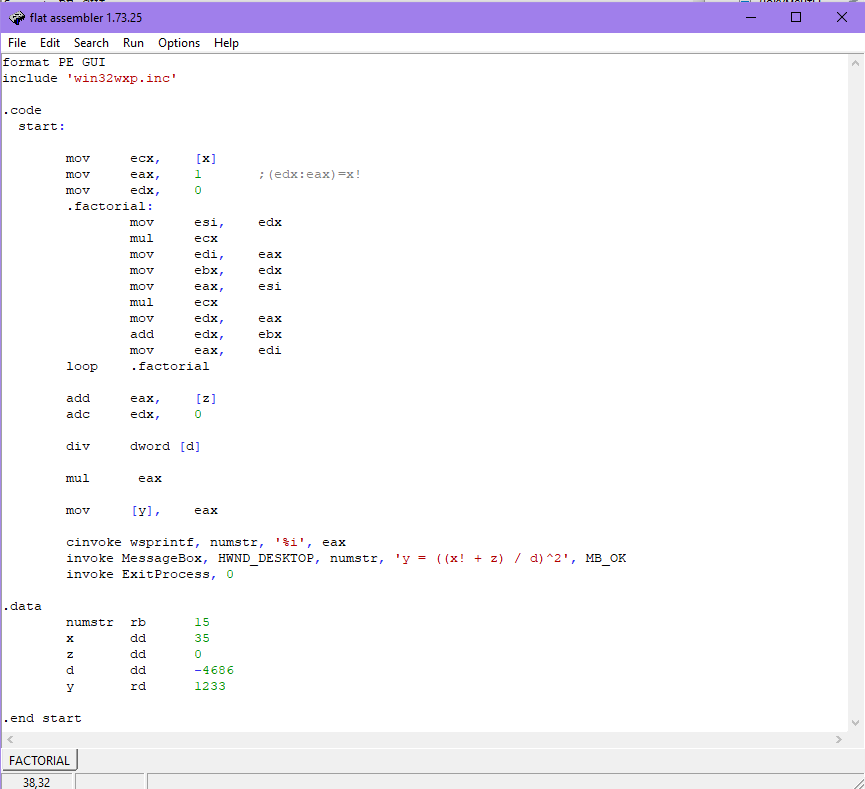 flat assembler 1.73.25
File Edit Search Run Options Help
format PE GUI
include 'win32wxp.inc'
.code
start:
mov ecx, [x]
mov eax, 1 ;(edx:eax)=x!
mov edx, 0
.factorial:
mov esi, edx
mul ecx
mov edi, eax
mov ebx, edx
mov eax, esi
mul ecx
mov edx, eax
add edx, ebx
mov eax, edi
loop .factorial
add eax, [z]
adc edx, 0
div dword [d]
mul eax
mov [y], eax
cinvoke wsprintf, numstr, '%i', eax
invoke MessageBox, HWND_DESKTOP, numstr, 'y = ((x! + z) / d)^2', MB_OK
invoke ExitProcess, 0
.data
numstr rb 15
x dd 35
z dd 0
d dd -4686
y rd 1233
.end start
FACTORIAL
38,32